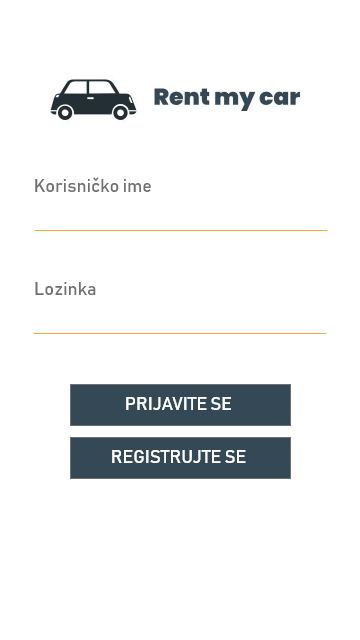 Rent my car
Korisničko ime
Lozinka
PRIJAVITE SE
REGISTRUJTE SE